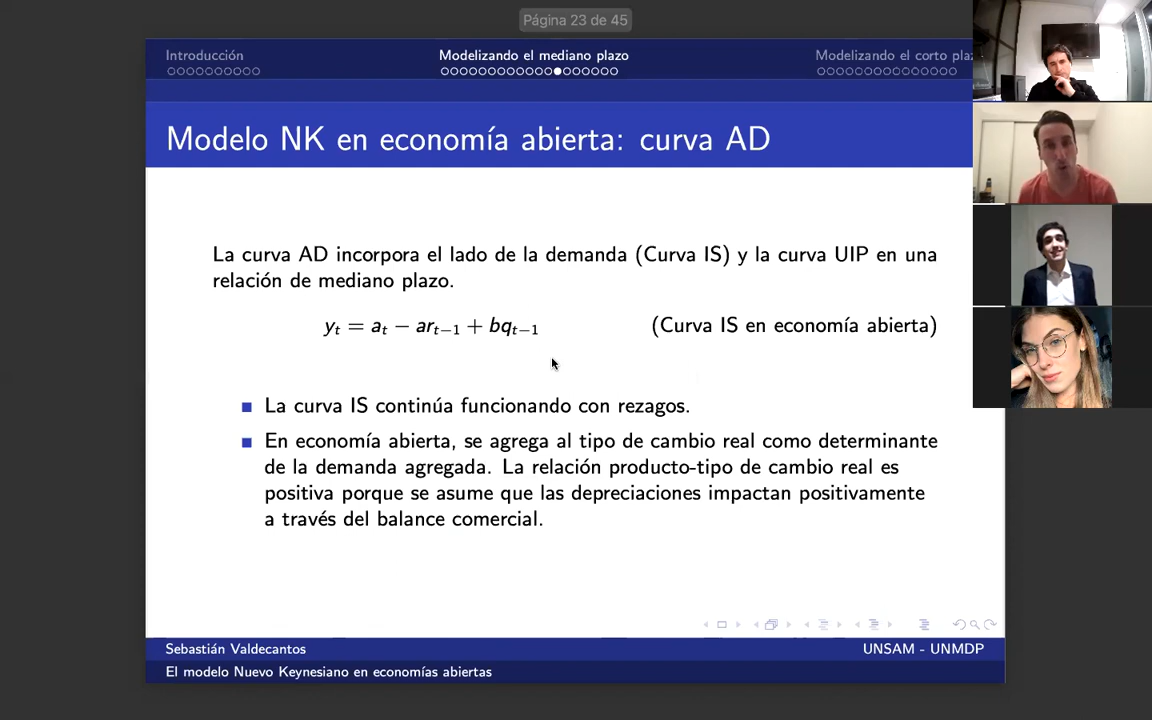 Página 23 de 45
Introducción
Modelizando el mediano plazo
Modelizando el corto
Modelo NK en economía abierta: curva AD
La curva AD incorpora el lado de la demanda (Curva IS) y la curva UIP en una
relación de mediano plazo.
yₜ = aₜ − arₜ₋₁ + bqₜ₋₁ (Curva IS en economía abierta)
La curva IS continúa funcionando con rezagos.
En economía abierta, se agrega al tipo de cambio real como determinante
de la demanda agregada. La relación producto-tipo de cambio real es
positiva porque se asume que las depreciaciones impactan positivamente
a través del balance comercial.
Sebastián Valdecantos
UNSAM - UNMDP
El modelo Nuevo Keynesiano en economías abiertas